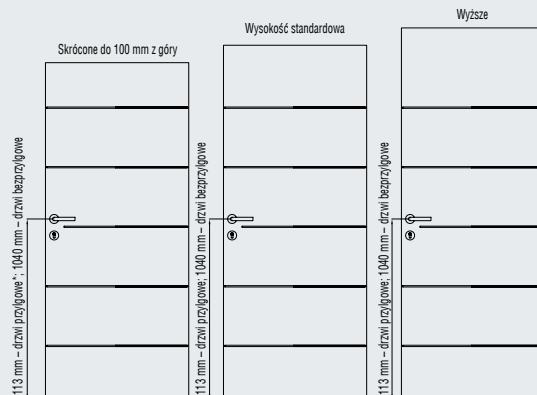 Skrócone do 100 mm z góry
Wysokość standardowa
Wyższe
113 mm – drzwi przylgowe*; 1040 mm – drzwi bezprzylgowe
113 mm – drzwi przylgowe; 1040 mm – drzwi bezprzylgowe
113 mm – drzwi przylgowe; 1040 mm – drzwi bezprzylgowe